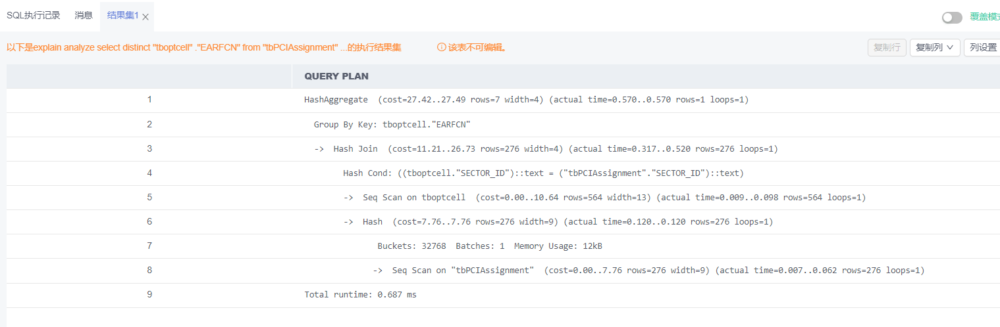 SQL执行记录 消息 结果集1
以下是explain analyze select distinct "tboptcell" ."EARFCN" from "tbPCIAssignment" ...的执行结果集 该表不可编辑。 复制行 复制列 列设置
QUERY PLAN
1 HashAggregate (cost=27.42..27.49 rows=7 width=4) (actual time=0.570..0.570 rows=1 loops=1)
2 Group By Key: tboptcell."EARFCN"
3 -> Hash Join (cost=11.21..26.73 rows=276 width=4) (actual time=0.317..0.520 rows=276 loops=1)
4 Hash Cond: ((tboptcell."SECTOR_ID")::text = ("tbPCIAssignment"."SECTOR_ID")::text)
5 -> Seq Scan on tboptcell (cost=0.00..10.64 rows=564 width=13) (actual time=0.009..0.098 rows=564 loops=1)
6 -> Hash (cost=7.76..7.76 rows=276 width=9) (actual time=0.120..0.120 rows=276 loops=1)
7 Buckets: 32768 Batches: 1 Memory Usage: 12kB
8 -> Seq Scan on "tbPCIAssignment" (cost=0.00..7.76 rows=276 width=9) (actual time=0.007..0.062 rows=276 loops=1)
9 Total runtime: 0.687 ms